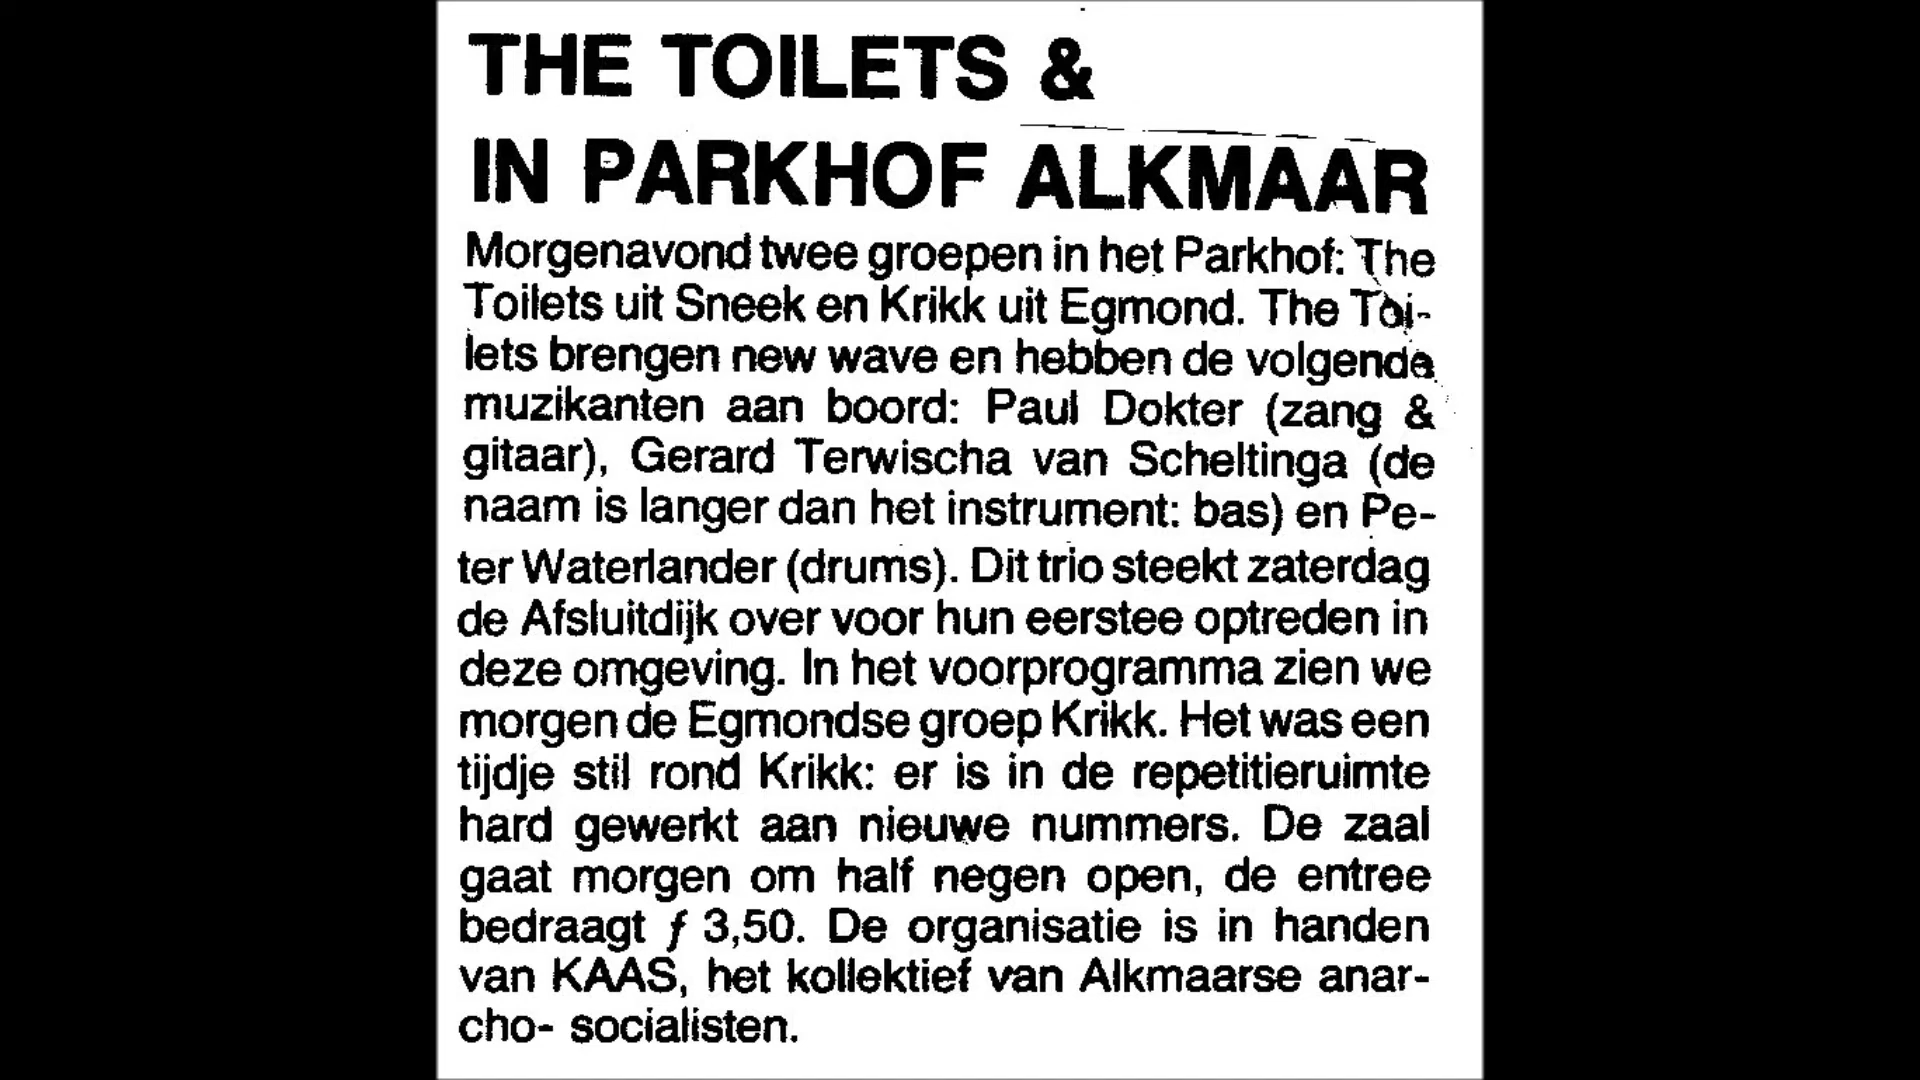 THE TOILETS &
IN PARKHOF ALKMAAR
Morgenavond twee groepen in het Parkhof: The
Toilets uit Sneek en Krikk uit Egmond. The Toi-
lets brengen new wave en hebben de volgende
muzikanten aan boord: Paul Dokter (zang &
gitaar), Gerard Terwischa van Scheltinga (de
naam is langer dan het instrument: bas) en Pe-
ter Waterlander (drums). Dit trio steekt zaterdag
de Afsluitdijk over voor hun eerstee optreden in
deze omgeving. In het voorprogramma zien we
morgen de Egmondse groep Krikk. Het was een
tijdje stil rond Krikk: er is in de repetitieruimte
hard gewerkt aan nieuwe nummers. De zaal
gaat morgen om half negen open, de entree
bedraagt ƒ 3,50. De organisatie is in handen
van KAAS, het kollektief van Alkmaarse anar-
cho- socialisten.